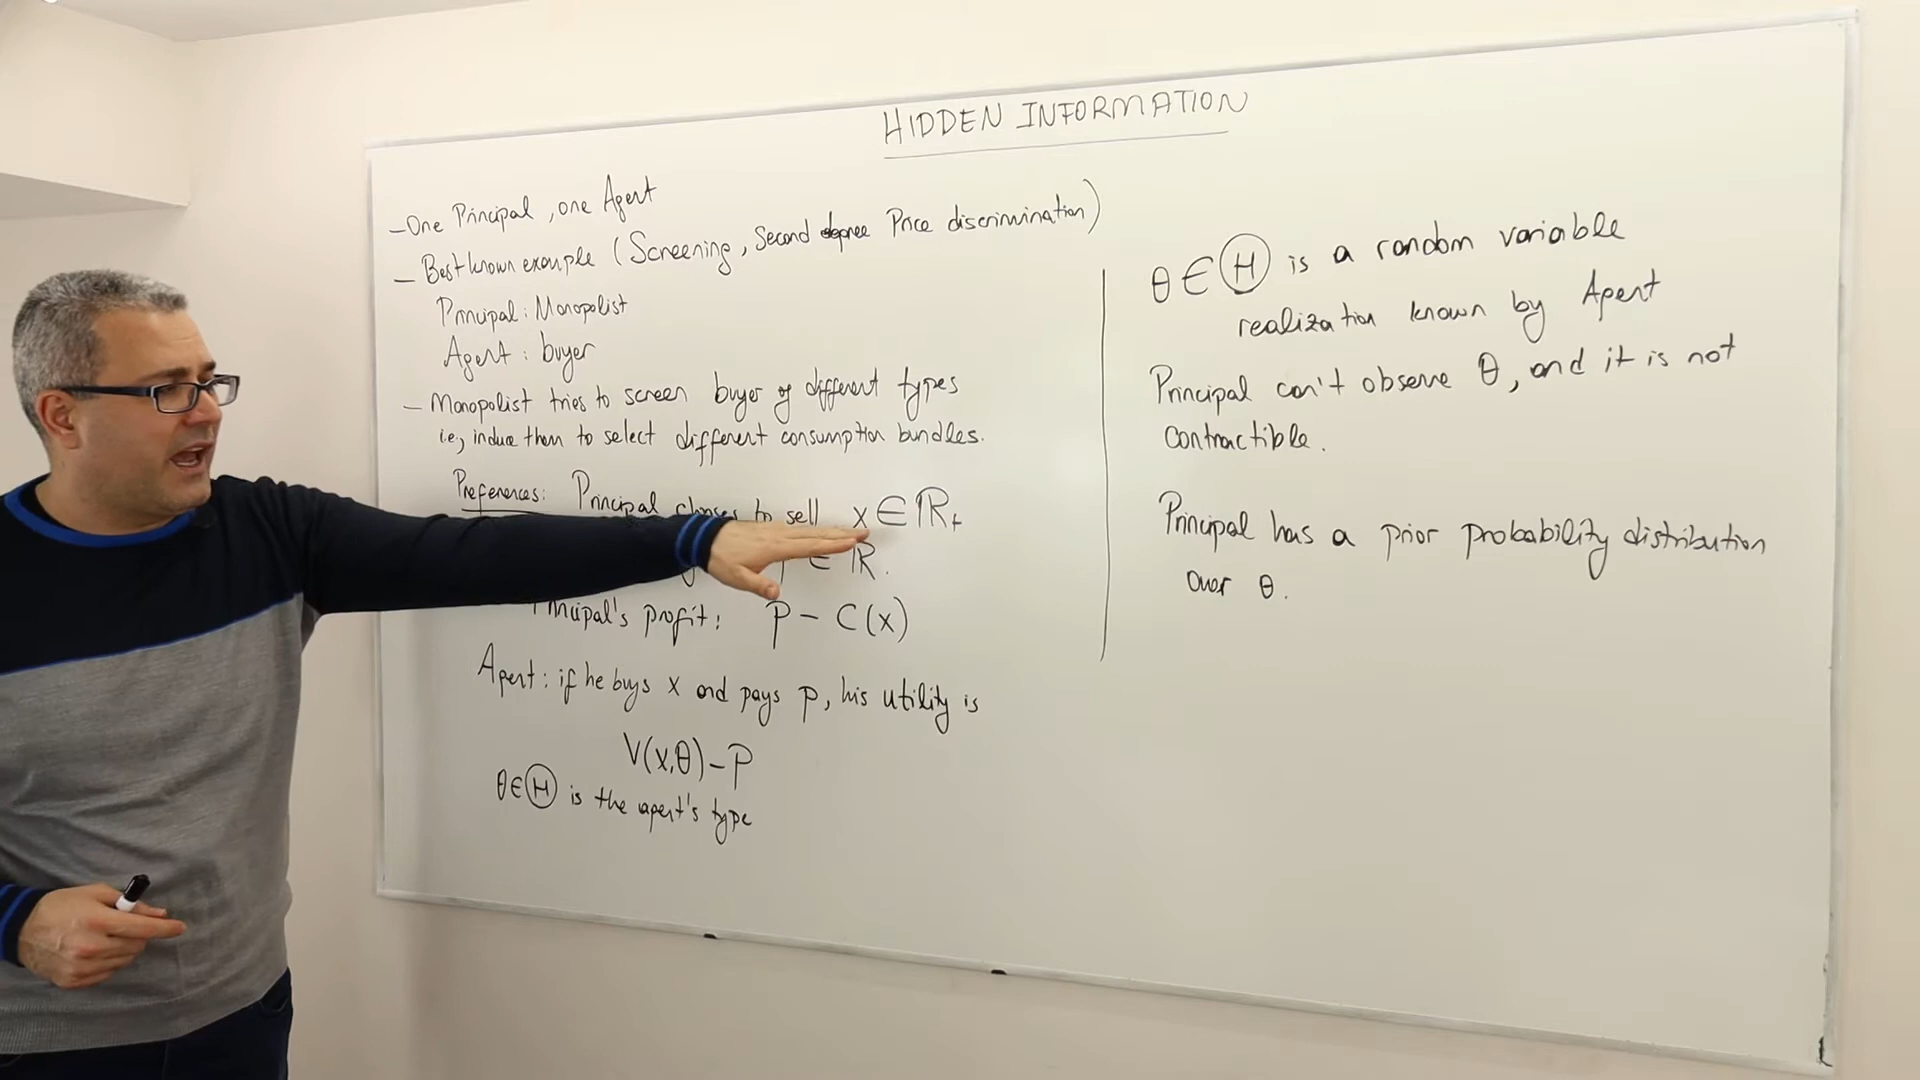 HIDDEN INFORMATION
- One Principal, one Agent
- Best known example (Screening, Second degree Price discrimination)
Principal: Monopolist
Agent: buyer
- Monopolist tries to screen buyer of different types
i.e., induce them to select different consumption bundles.
Preferences: Principal chooses to sell x ∈ ℝ₊
∈ ℝ.
Principal's profit: p - C(x)
Agent: if he buys x and pays p, his utility is
V(x,θ) - P
θ ∈ Ⓗ is the agent's type
θ ∈ Ⓗ is a random variable
realization known by Agent
Principal can't observe θ, and it is not
contractible.
Principal has a prior probability distribution
over θ.